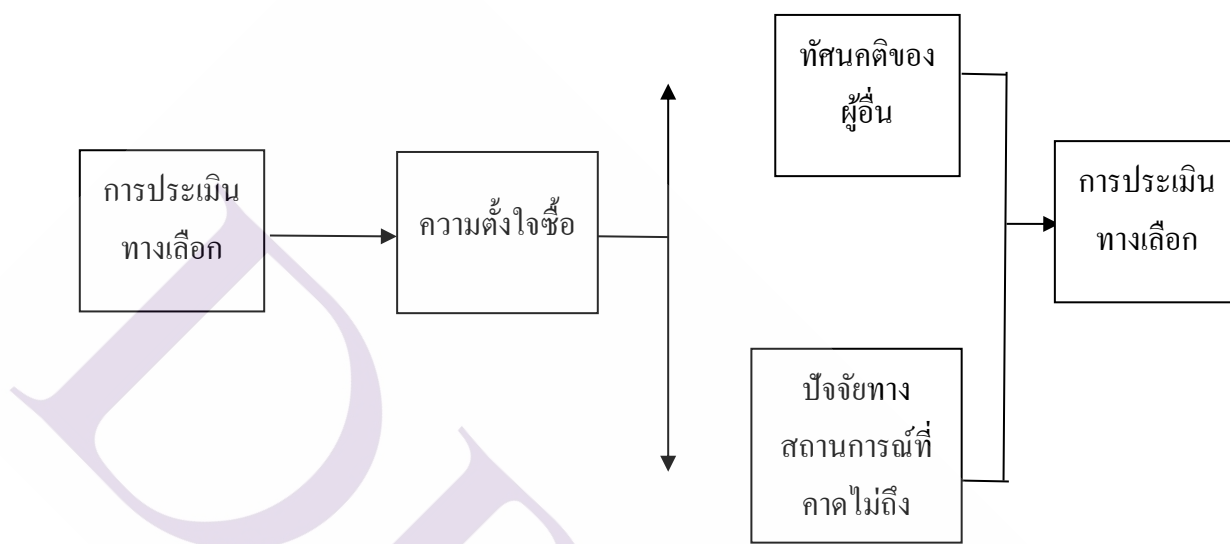 การประเมิน
ทางเลือก
ความตั้งใจซื้อ
ทัศนคติของ
ผู้อื่น
ปัจจัยทาง
สถานการณ์ที่
คาดไม่ถึง
การประเมิน
ทางเลือก